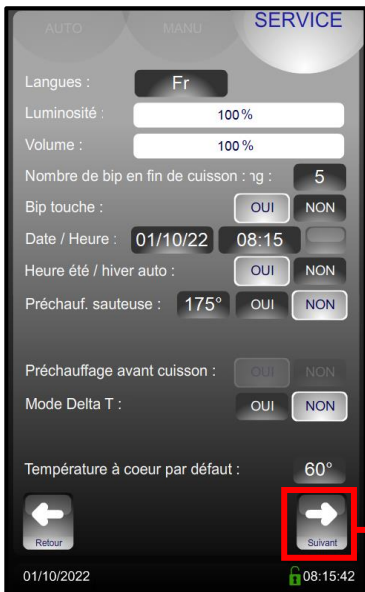 AUTO MANU SERVICE
Langues : Fr
Luminosité : 100 %
Volume : 100 %
Nombre de bip en fin de cuisson : ng : 5
Bip touche : OUI NON
Date / Heure : 01/10/22 08:15
Heure été / hiver auto : OUI NON
Préchauf. sauteuse : 175° OUI NON
Préchauffage avant cuisson : OUI NON
Mode Delta T : OUI NON
Température à coeur par défaut : 60°
Retour Suivant
01/10/2022 08:15:42